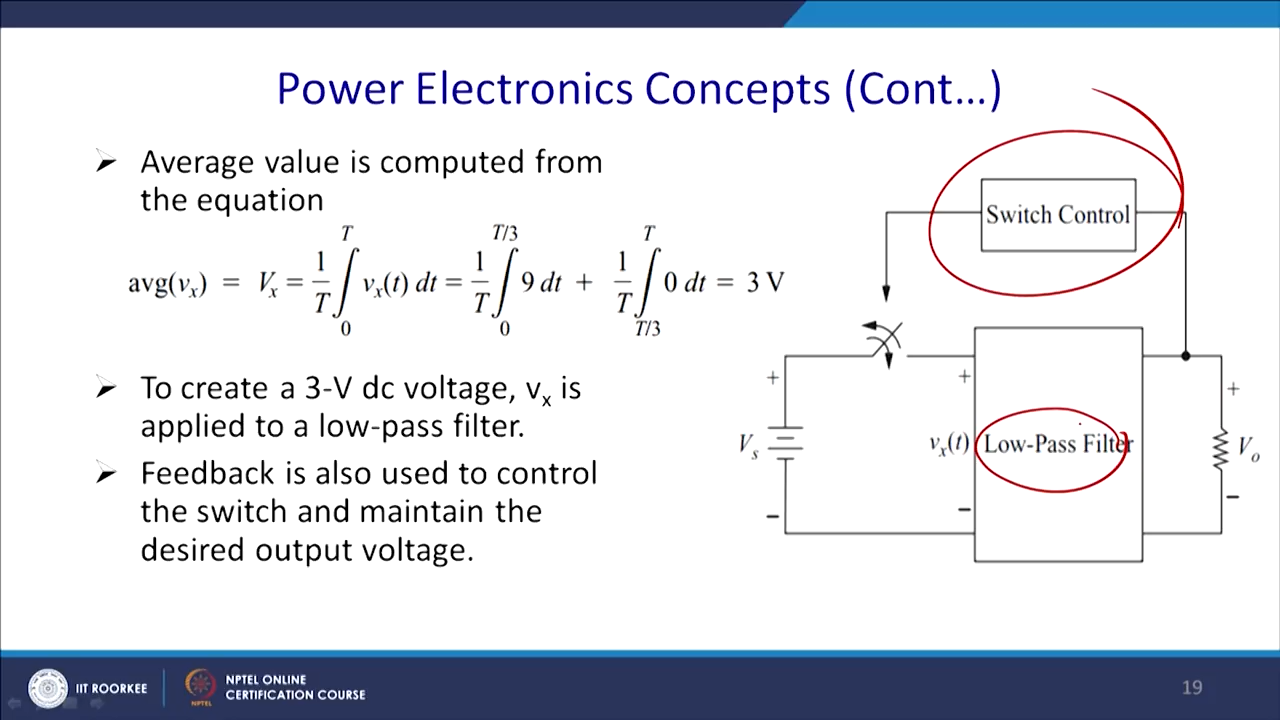 Power Electronics Concepts (Cont...)
➢ Average value is computed from
the equation
avg(vₓ) = Vₓ = 1/T ∫₀ᵀ vₓ(t) dt = 1/T ∫₀^(T/3) 9 dt + 1/T ∫_(T/3)^T 0 dt = 3 V
➢ To create a 3-V dc voltage, vₓ is
applied to a low-pass filter.
➢ Feedback is also used to control
the switch and maintain the
desired output voltage.
Switch Control
+
+
+
Vₛ
vₓ(t)
Low-Pass Filter
Vₒ
−
−
−
IIT ROORKEE
NPTEL
NPTEL ONLINE
CERTIFICATION COURSE
19